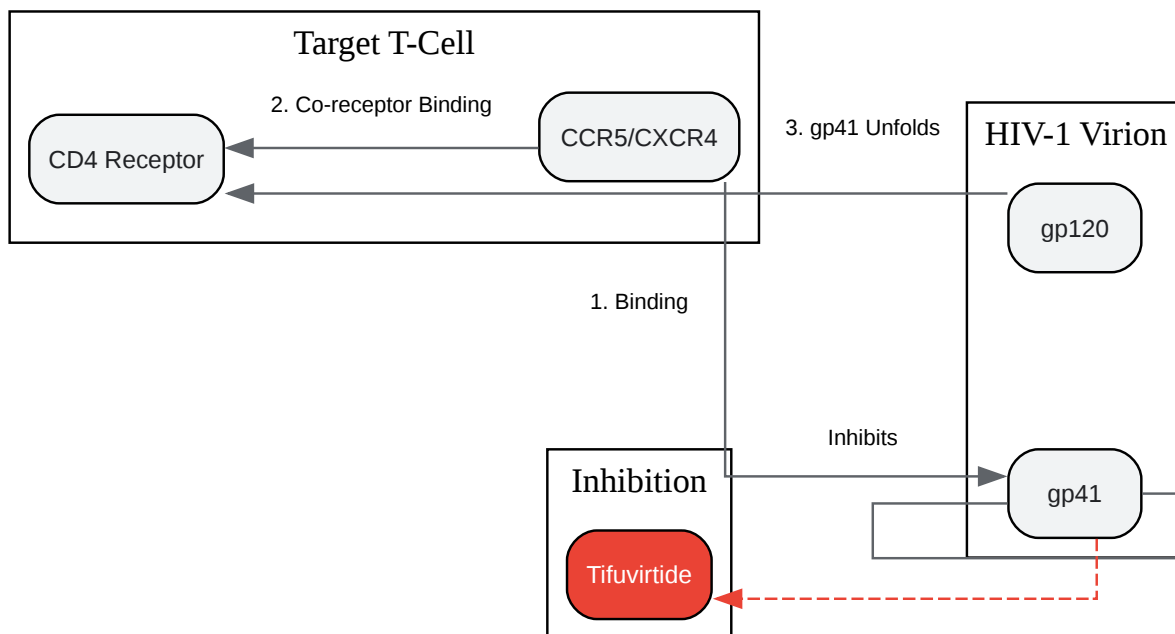 Target T-Cell
2. Co-receptor Binding
CD4 Receptor
CCR5/CXCR4
3. gp41 Unfolds
HIV-1 Virion
gp120
1. Binding
Inhibits
Inhibition
gp41
Tifuvirtide